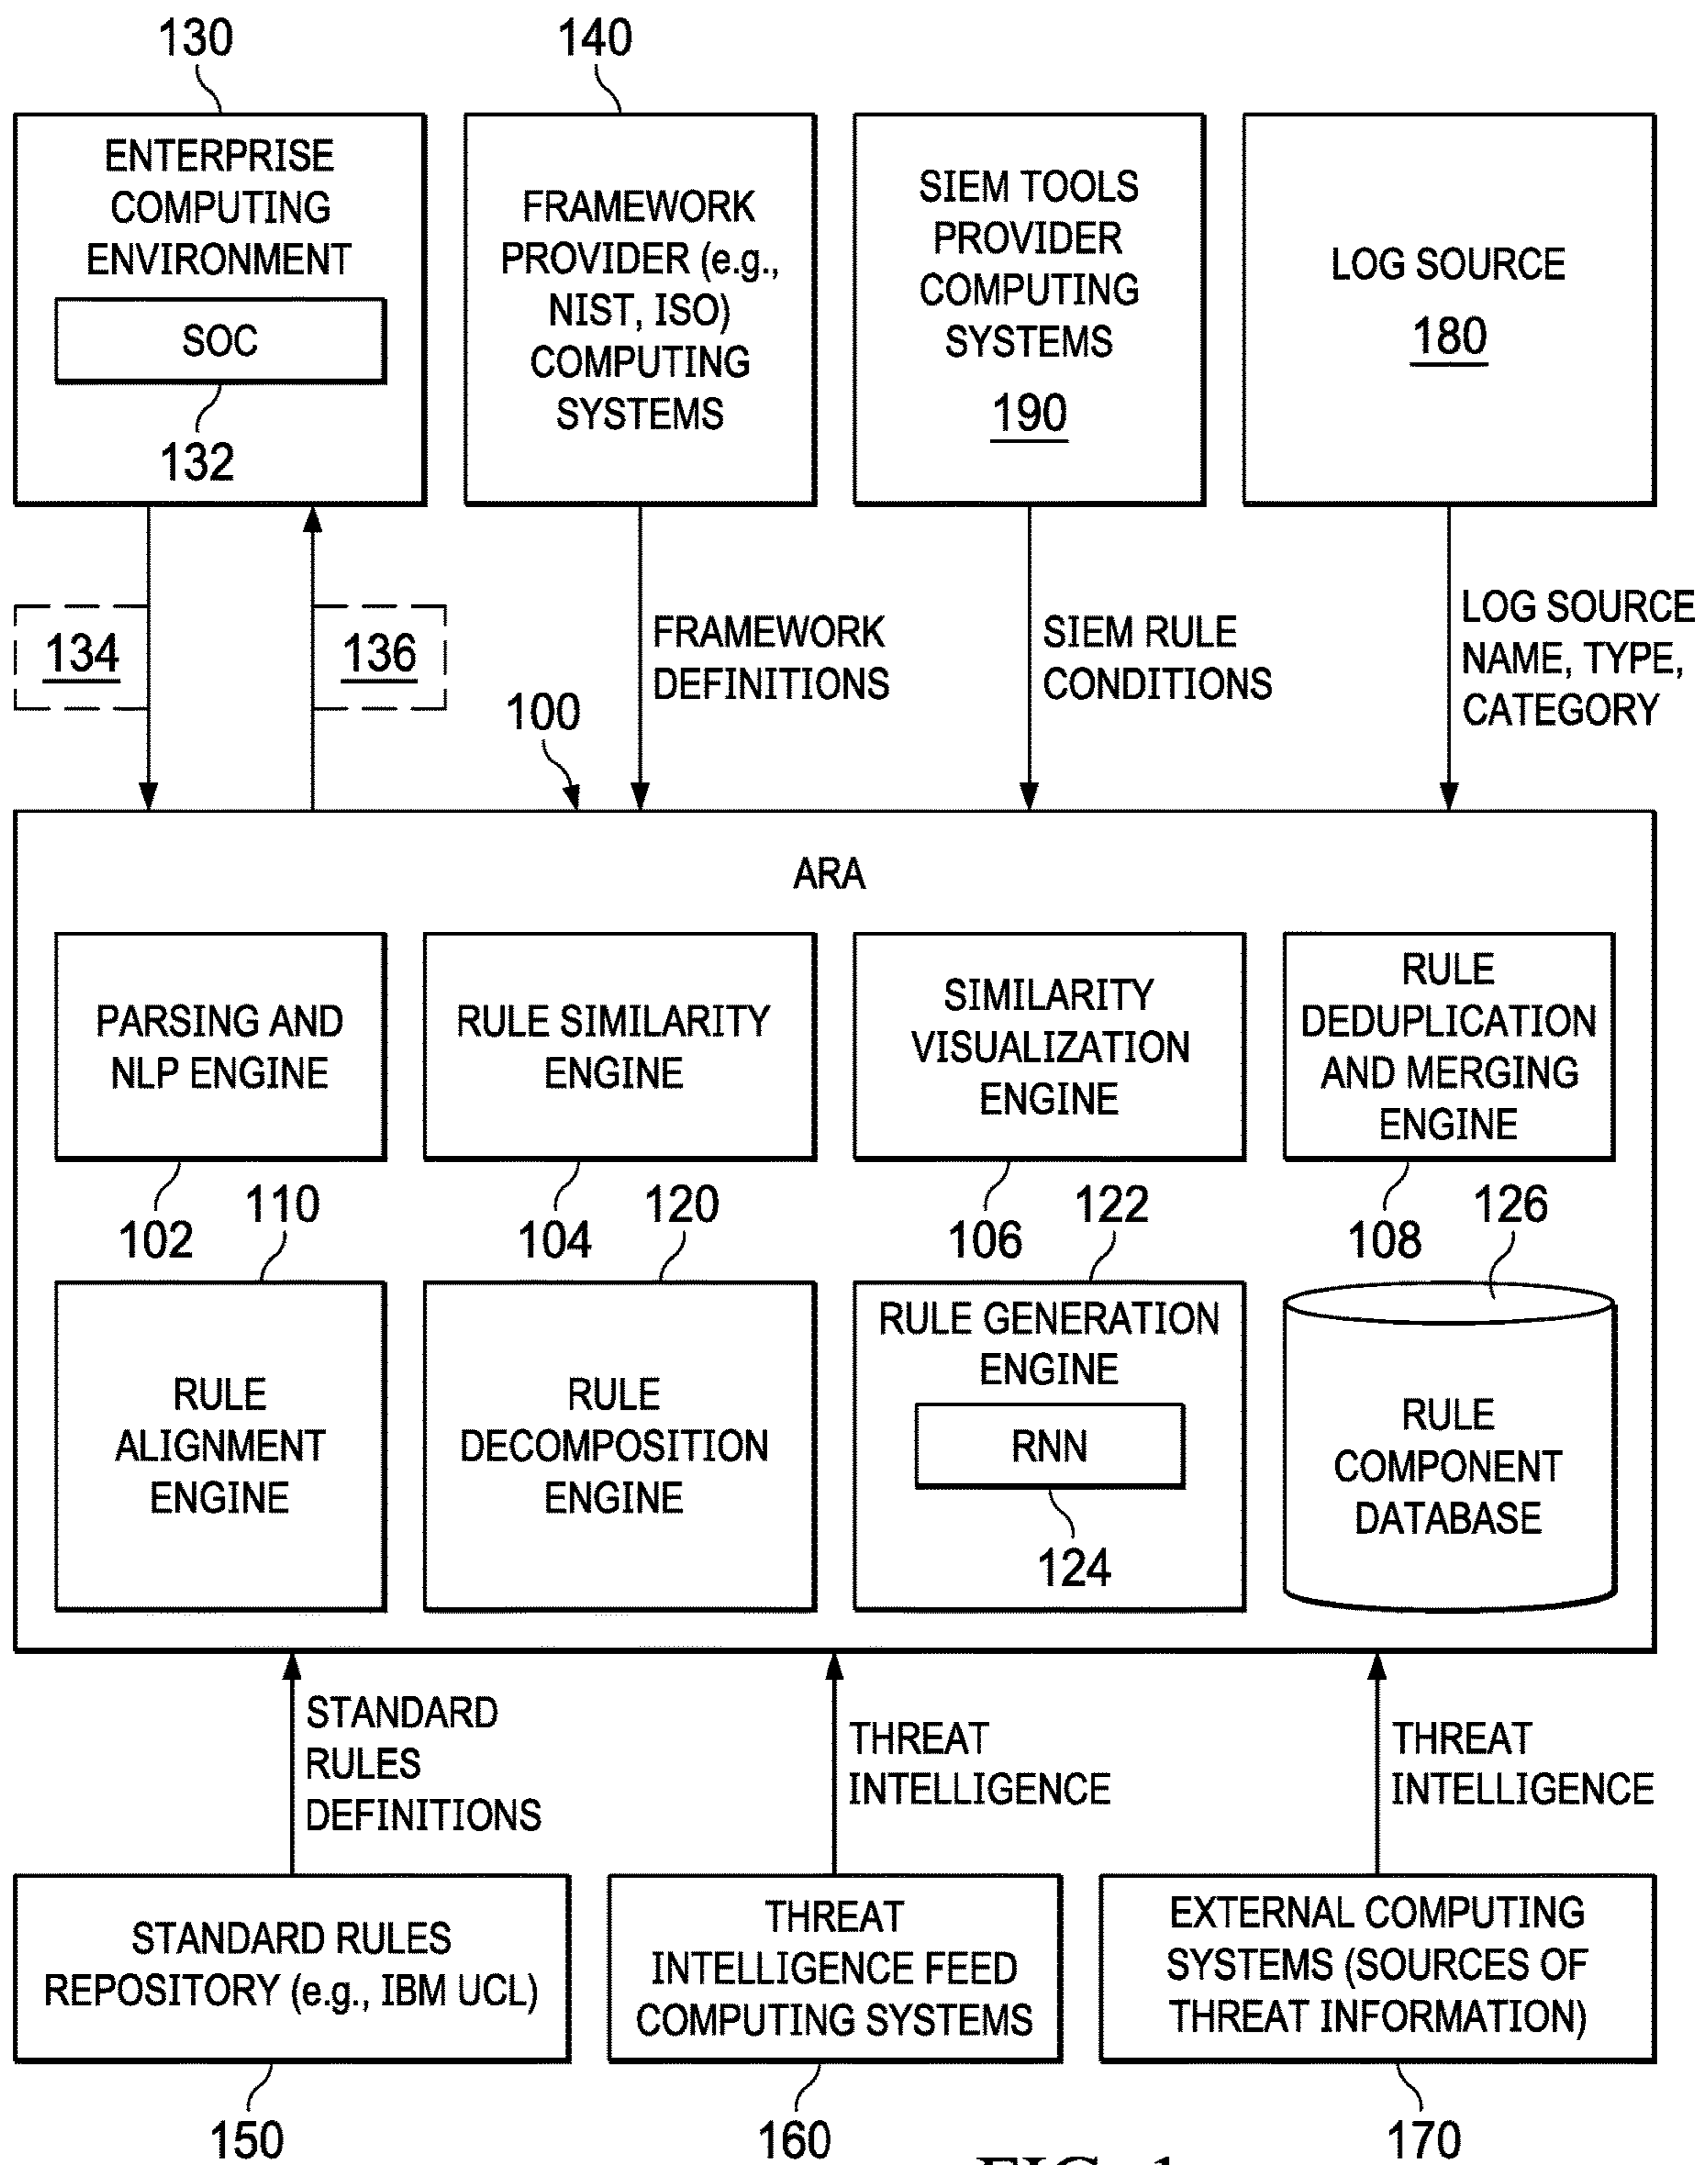 130
140
ENTERPRISE
COMPUTING
ENVIRONMENT
SOC
132
FRAMEWORK
PROVIDER (e.g.,
NIST, ISO)
COMPUTING
SYSTEMS
SIEM TOOLS
PROVIDER
COMPUTING
SYSTEMS
190
LOG SOURCE
180
134
136
FRAMEWORK
DEFINITIONS
SIEM RULE
CONDITIONS
LOG SOURCE
NAME, TYPE,
CATEGORY
100
ARA
PARSING AND
NLP ENGINE
RULE SIMILARITY
ENGINE
SIMILARITY
VISUALIZATION
ENGINE
RULE
DEDUPLICATION
AND MERGING
ENGINE
102
110
104
120
106
122
108
126
RULE
ALIGNMENT
ENGINE
RULE
DECOMPOSITION
ENGINE
RULE GENERATION
ENGINE
RNN
124
RULE
COMPONENT
DATABASE
STANDARD
RULES
DEFINITIONS
THREAT
INTELLIGENCE
THREAT
INTELLIGENCE
STANDARD RULES
REPOSITORY (e.g., IBM UCL)
THREAT
INTELLIGENCE FEED
COMPUTING SYSTEMS
EXTERNAL COMPUTING
SYSTEMS (SOURCES OF
THREAT INFORMATION)
150
160
170